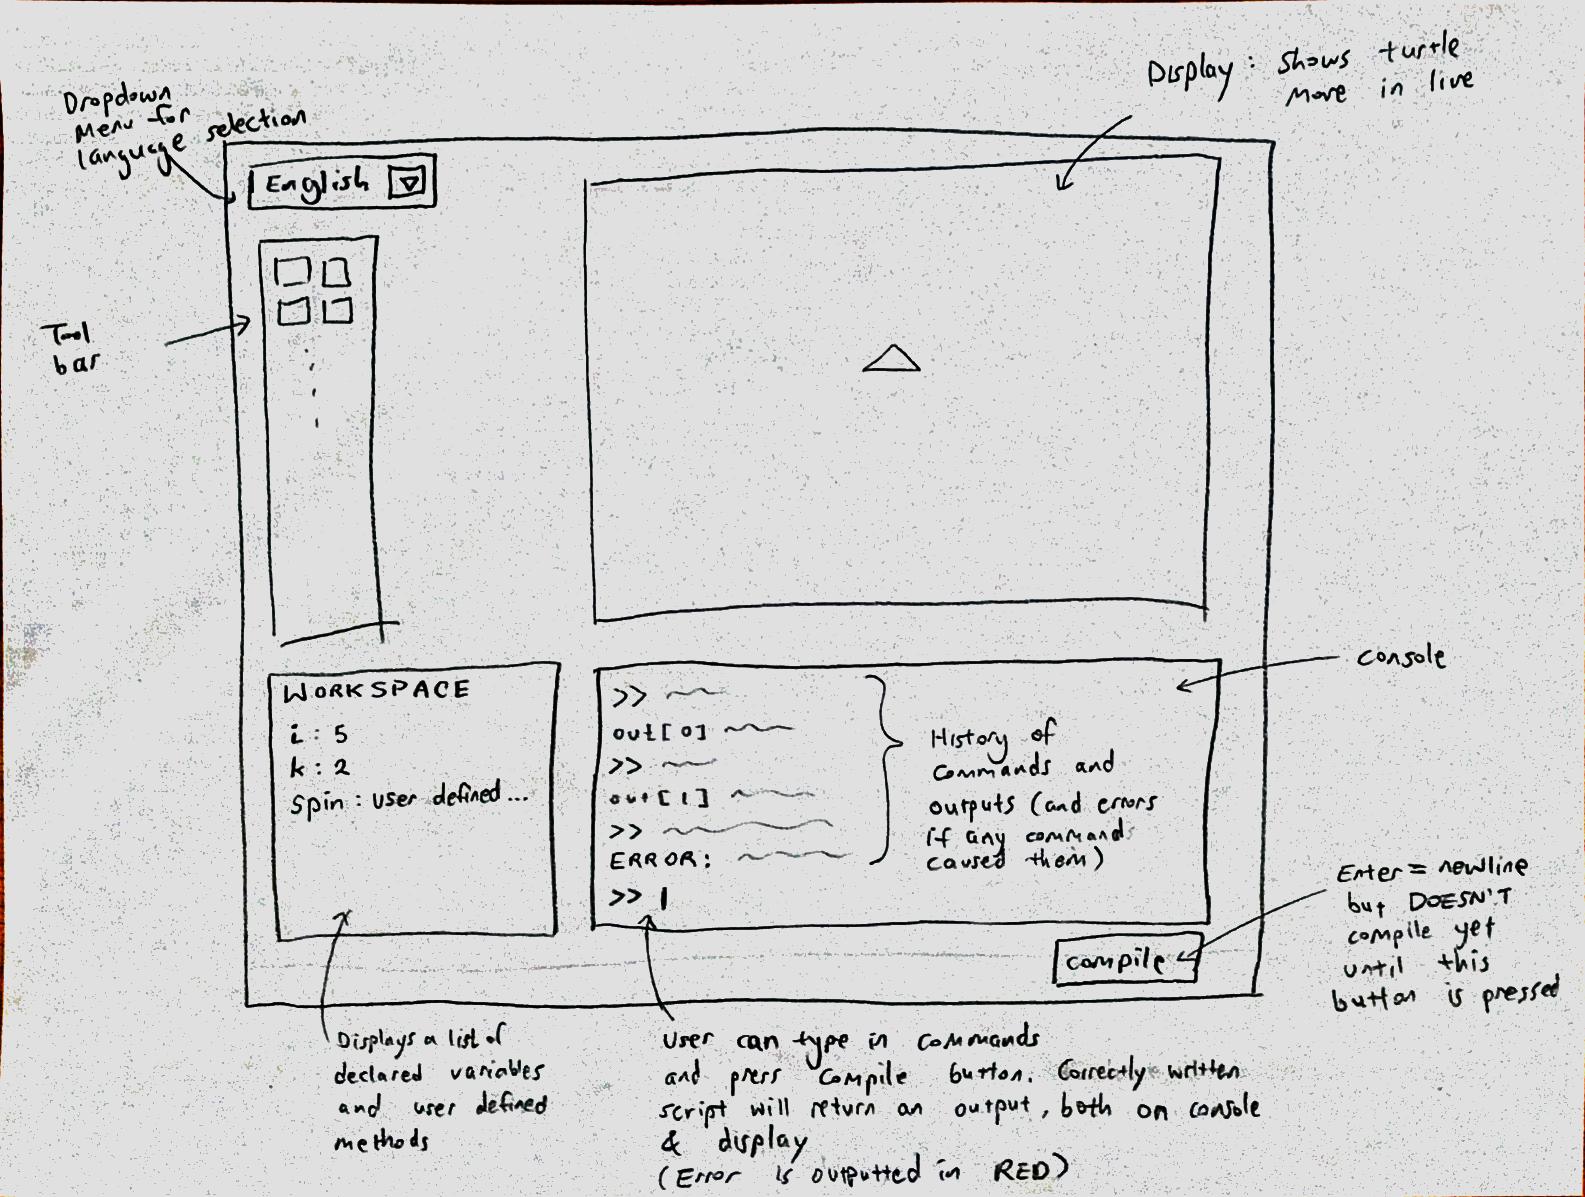 Display: Shows turtle
move in live
Dropdown
Menu for
language selection
English
Tool
bar
Console
WORKSPACE
i : 5
k : 2
spin : user defined...
>>
out[0]
>>
out[1]
>>
ERROR:
>>
History of
commands and
outputs (and errors
if any commands
caused them)
Enter = newline
but DOESN'T
compile yet
until this
button is pressed
compile
Displays a list of
declared variables
and user defined
methods
User can type in commands
and press compile button. Correctly written
script will return an output, both on console
& display
(Error is outputted in RED)